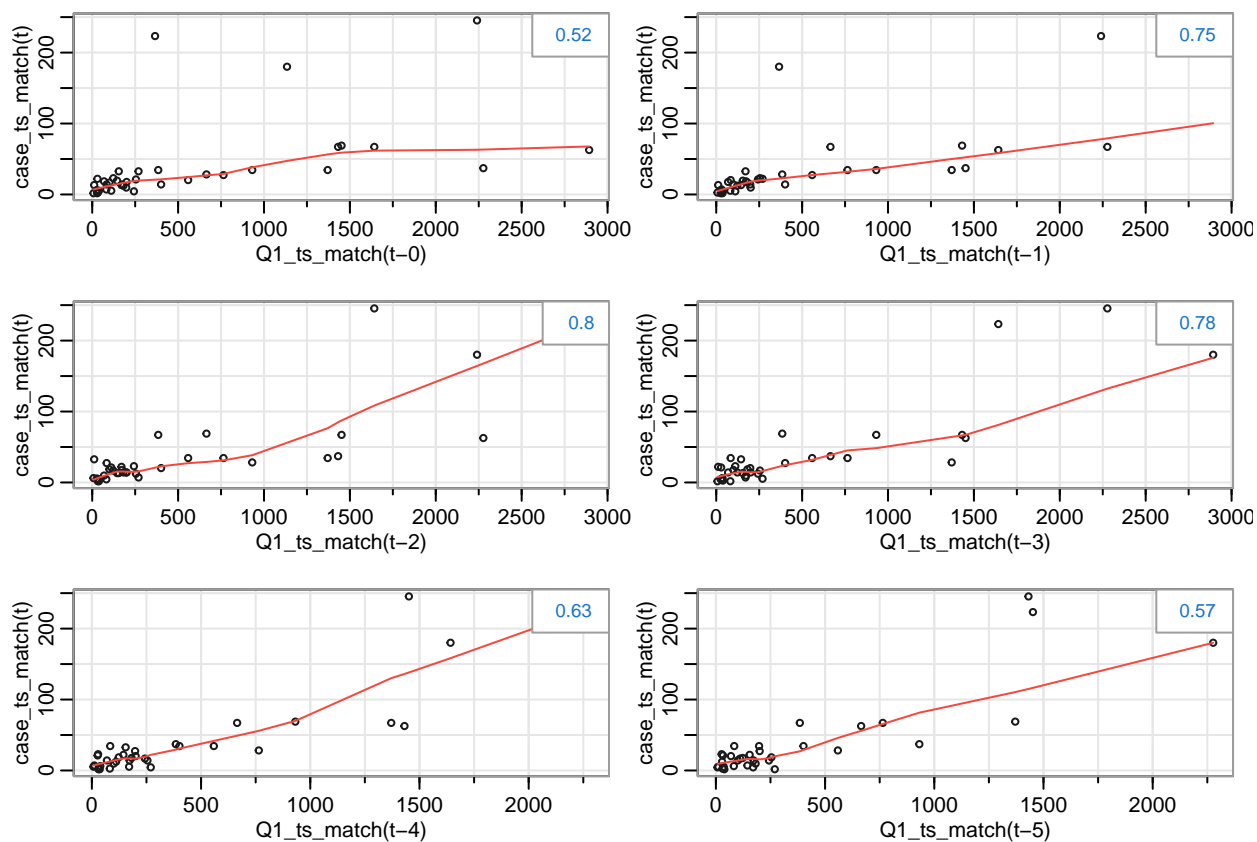 0.52
case_ts_match(t)
0 100 200
0 500 1000 1500 2000 2500 3000
Q1_ts_match(t−0)
0.75
case_ts_match(t)
0 100 200
0 500 1000 1500 2000 2500 3000
Q1_ts_match(t−1)
0.8
case_ts_match(t)
0 100 200
0 500 1000 1500 2000 2500 3000
Q1_ts_match(t−2)
0.78
case_ts_match(t)
0 100 200
0 500 1000 1500 2000 2500 3000
Q1_ts_match(t−3)
0.63
case_ts_match(t)
0 100 200
0 500 1000 1500 2000
Q1_ts_match(t−4)
0.57
case_ts_match(t)
0 100 200
0 500 1000 1500 2000
Q1_ts_match(t−5)